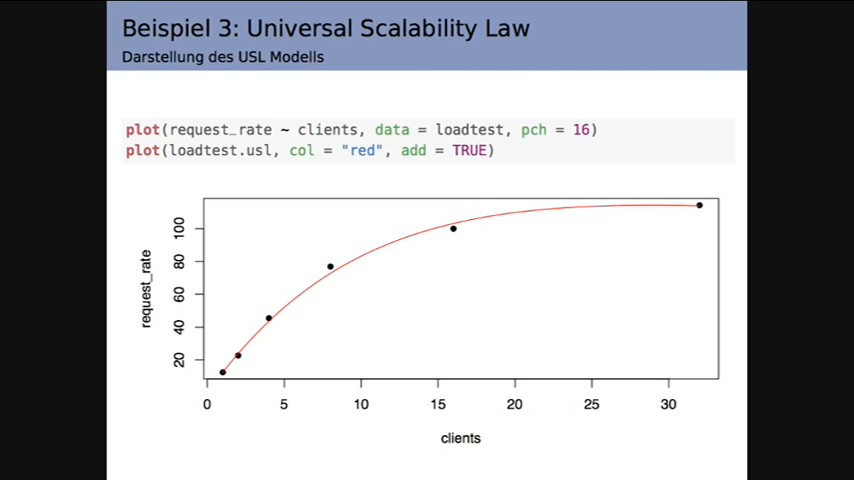 Beispiel 3: Universal Scalability Law
Darstellung des USL Modells
plot(request_rate ~ clients, data = loadtest, pch = 16)
plot(loadtest.usl, col = "red", add = TRUE)
request_rate
100
80
60
40
20
0 5 10 15 20 25 30
clients